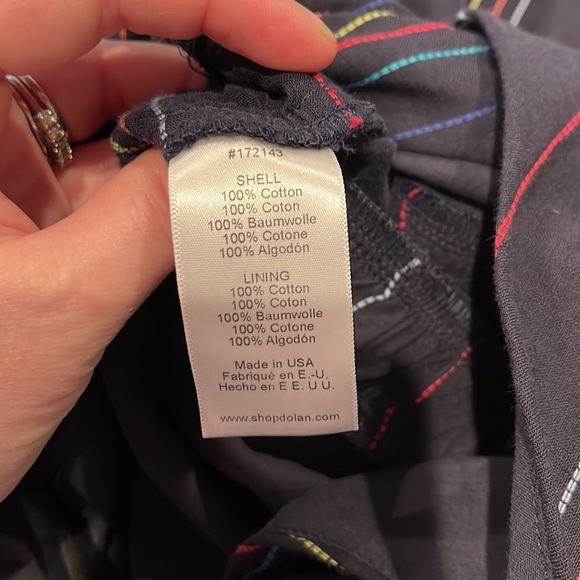 #172143
SHELL
100% Cotton
100% Coton
100% Baumwolle
100% Cotone
100% Algodón
LINING
100% Cotton
100% Coton
100% Baumwolle
100% Cotone
100% Algodón
Made in USA
Fabriqué en E.-U.
Hecho en E E. U U.
www.shopdolan.com